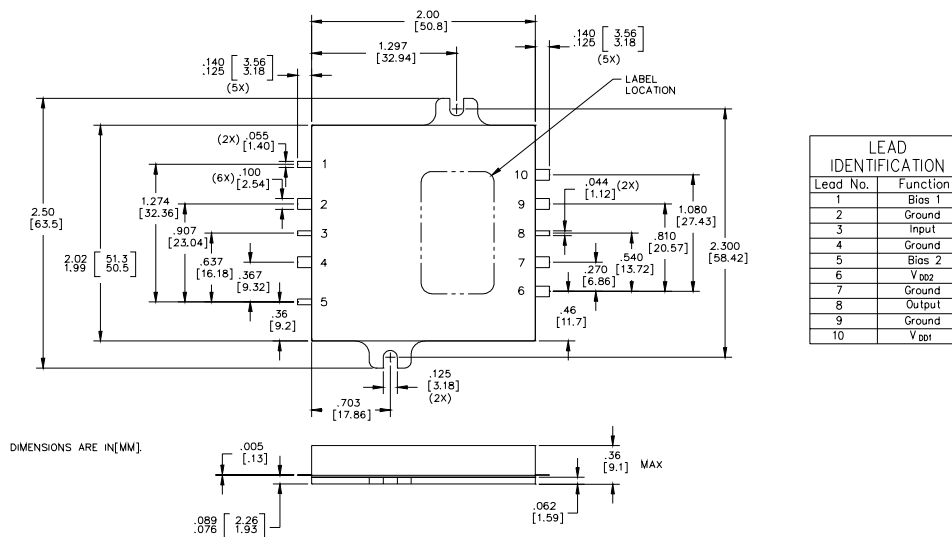 2.00
[50.8]
1.297
[32.94]
.140 [3.56
.125 3.18]
(5X)
.140 [3.56
.125 3.18]
(5X)
LABEL
LOCATION
(2X) .055
[1.40]
(6X) .100
[2.54]
1
2
3
4
5
10
9
8
7
6
.044 (2X)
[1.12]
2.50
[63.5]
2.02 [51.3
1.99 50.5]
1.274
[32.36]
.907
[23.04]
.637
[16.18]
.367
[9.32]
.36
[9.2]
1.080
[27.43]
.810
[20.57]
.540
[13.72]
.270
[6.86]
.46
[11.7]
2.300
[58.42]
.125
[3.18]
(2X)
.703
[17.86]
DIMENSIONS ARE IN[MM].
.005
[.13]
.089 [2.26
.076 1.93]
.36
[9.1] MAX
.062
[1.59]
LEAD
IDENTIFICATION
Lead No. Function
1 Bias 1
2 Ground
3 Input
4 Ground
5 Bias 2
6 VDD2
7 Ground
8 Output
9 Ground
10 VDD1